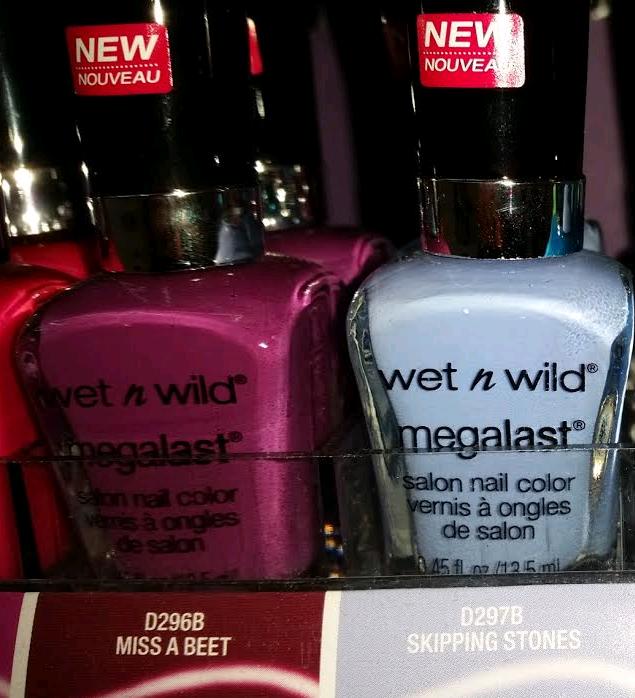 NEW
NOUVEAU
wet n wild®
megalast®
salon nail color
vernis à ongles
de salon
D296B
MISS A BEET
NEW
NOUVEAU
wet n wild®
megalast®
salon nail color
vernis à ongles
de salon
0.45 fl oz /13.5 ml
D297B
SKIPPING STONES